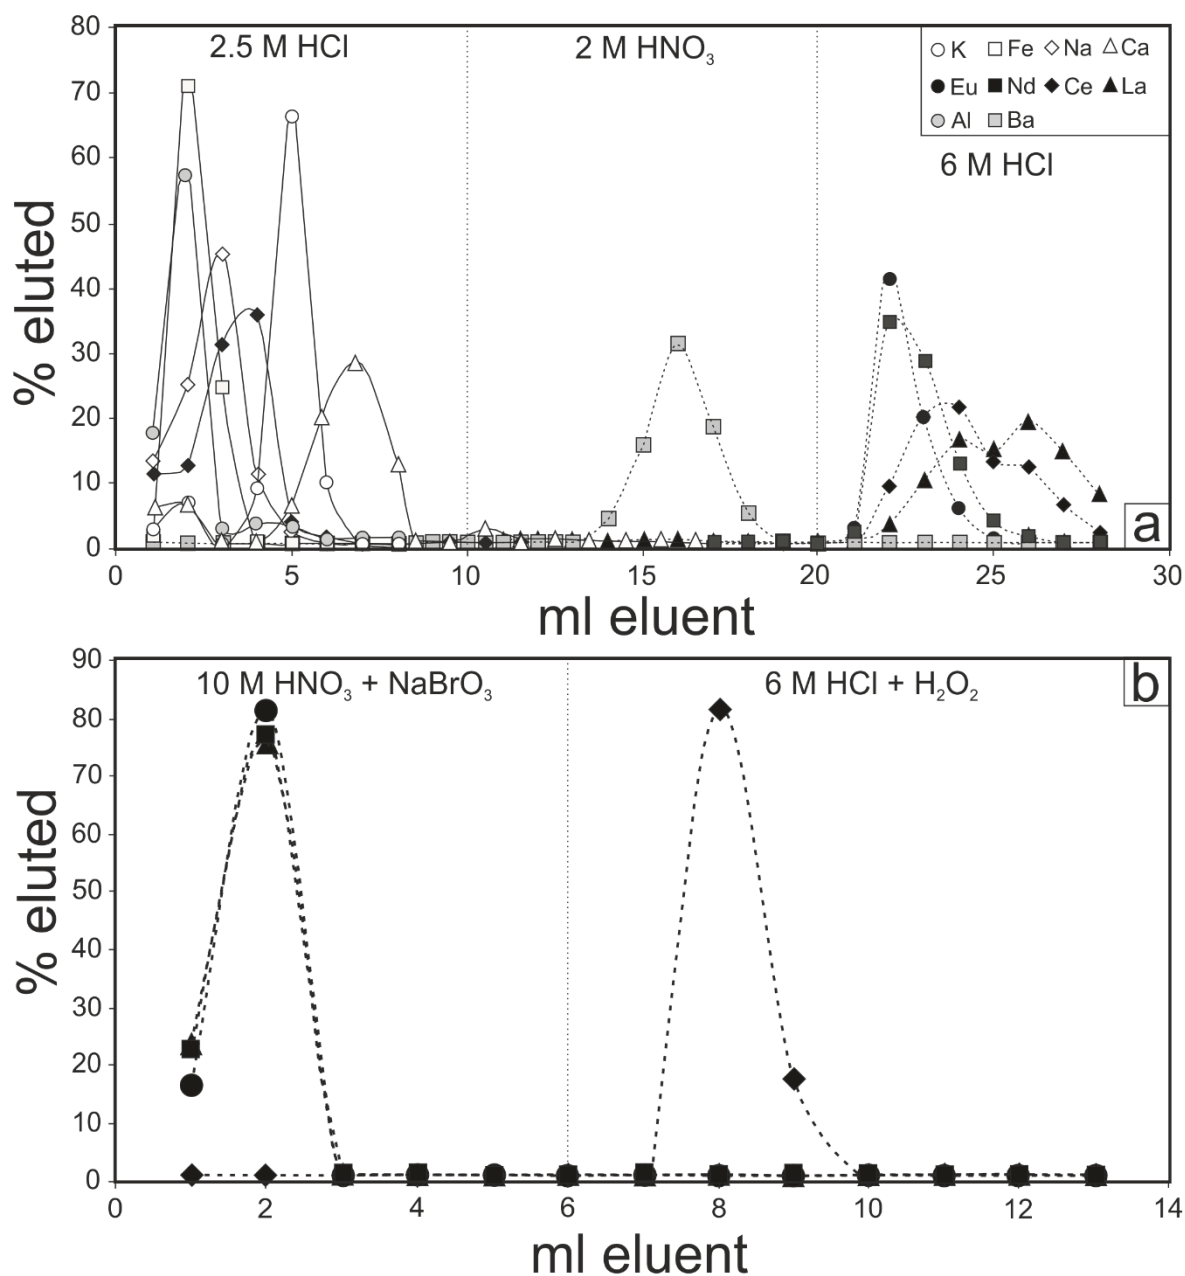 80
70
60
50
40
30
20
10
0
% eluted
2.5 M HCl
2 M HNO₃
6 M HCl
K Fe Na Ca
Eu Nd Ce La
Al Ba
a
0 5 10 15 20 25 30
ml eluent
90
80
70
60
50
40
30
20
10
0
% eluted
10 M HNO₃ + NaBrO₃
6 M HCl + H₂O₂
b
0 2 4 6 8 10 12 14
ml eluent